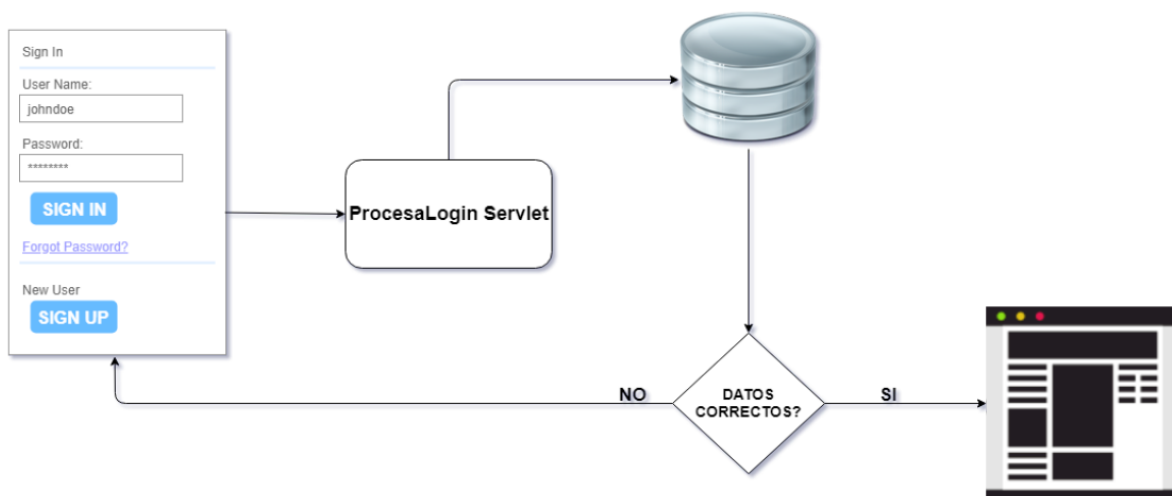 Sign In
User Name:
johndoe
Password:
********
SIGN IN
Forgot Password?
New User
SIGN UP
ProcesaLogin Servlet
NO
DATOS
CORRECTOS?
SI